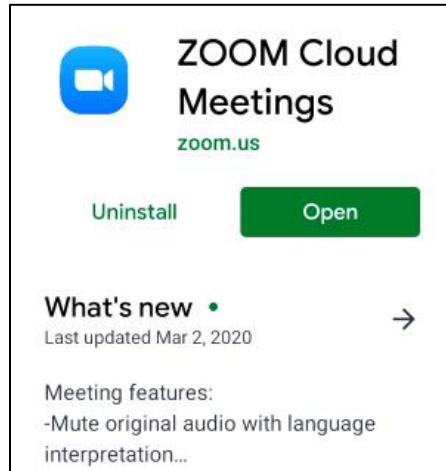 ZOOM Cloud
Meetings
zoom.us
Uninstall
Open
What's new •
Last updated Mar 2, 2020
Meeting features:
-Mute original audio with language
interpretation...